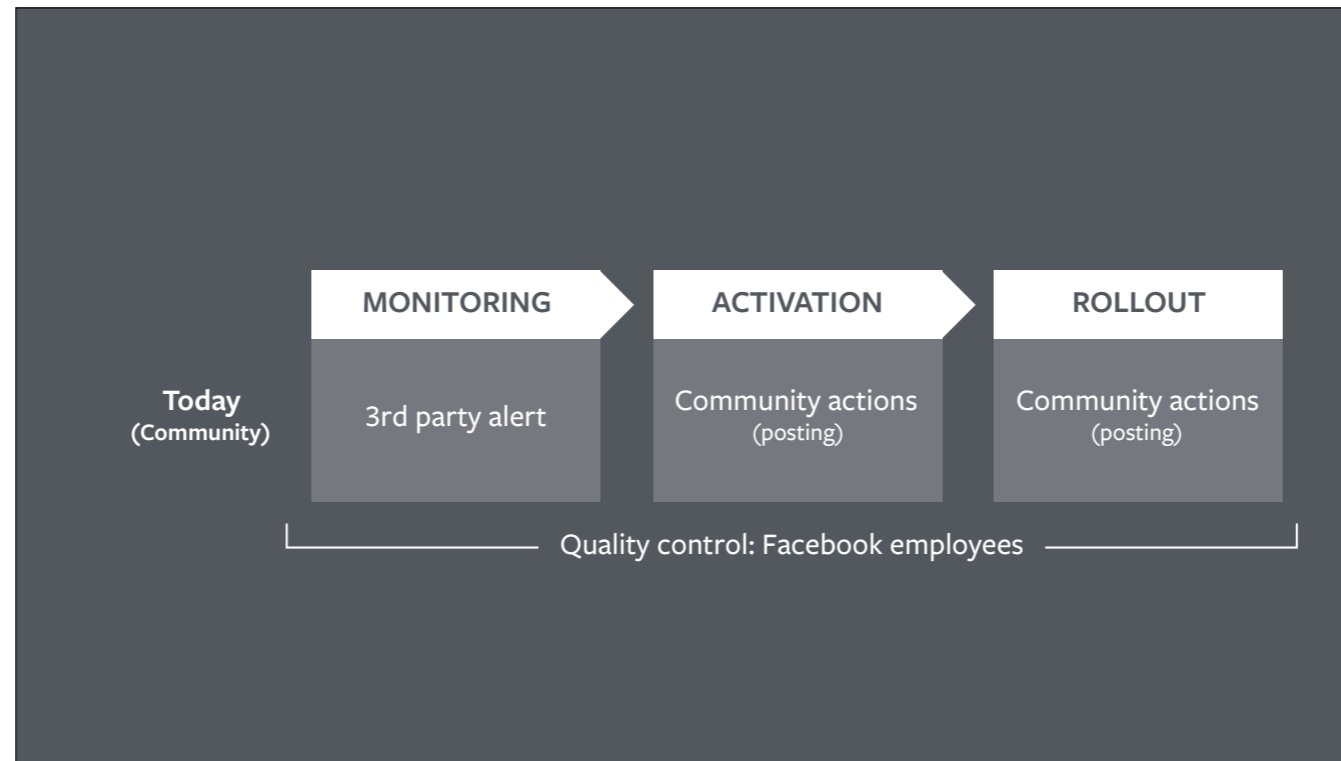 MONITORING
ACTIVATION
ROLLOUT
Today
(Community)
3rd party alert
Community actions
(posting)
Community actions
(posting)
Quality control: Facebook employees